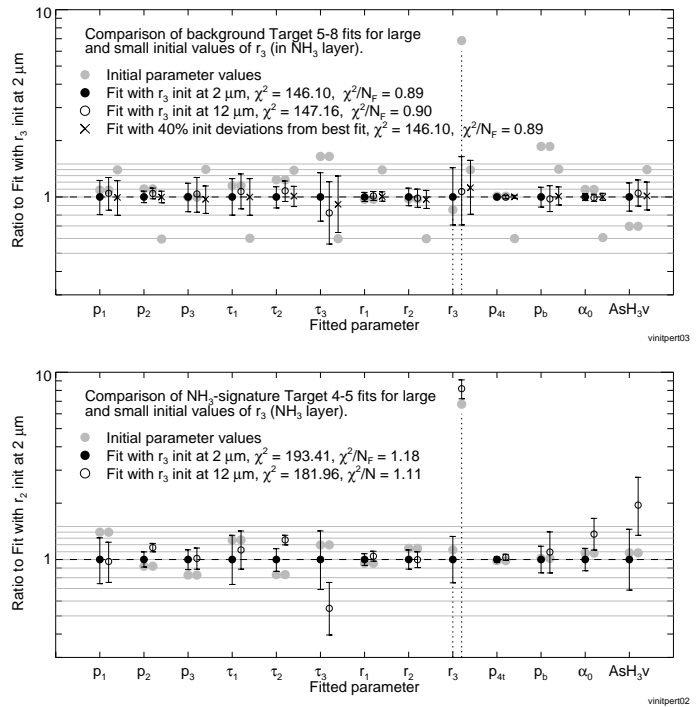 10
Comparison of background Target 5-8 fits for large
and small initial values of r₃ (in NH₃ layer).
Initial parameter values
Fit with r₃ init at 2 μm, χ² = 146.10, χ²/N_F = 0.89
Fit with r₃ init at 12 μm, χ² = 147.16, χ²/N_F = 0.90
Fit with 40% init deviations from best fit, χ² = 146.10, χ²/N_F = 0.89
Ratio to Fit with r₃ init at 2 μm
1
p₁ p₂ p₃ τ₁ τ₂ τ₃ r₁ r₂ r₃ p₄ₜ p_b α₀ AsH₃v
Fitted parameter
vinitpert03
10
Comparison of NH₃-signature Target 4-5 fits for large
and small initial values of r₃ (NH₃ layer).
Initial parameter values
Fit with r₃ init at 2 μm, χ² = 193.41, χ²/N_F = 1.18
Fit with r₃ init at 12 μm, χ² = 181.96, χ²/N = 1.11
Ratio to Fit with r₂ init at 2 μm
1
p₁ p₂ p₃ τ₁ τ₂ τ₃ r₁ r₂ r₃ p₄ₜ p_b α₀ AsH₃v
Fitted parameter
vinitpert02